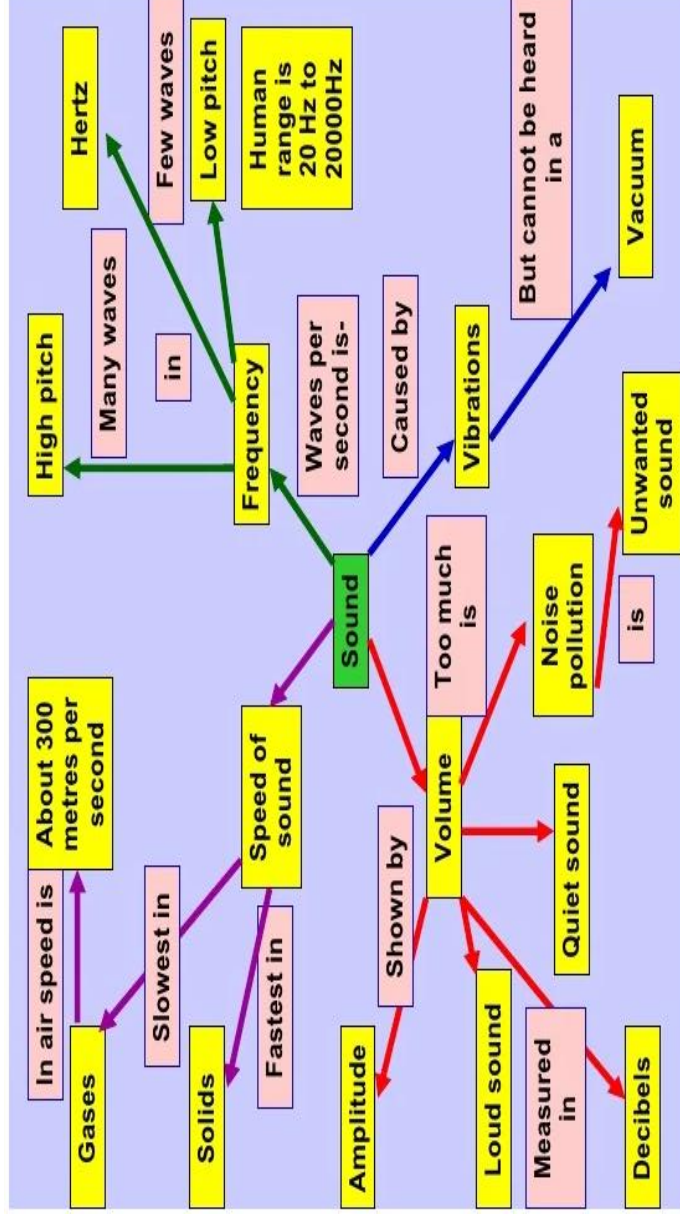 Gases
In air speed is
About 300
metres per
second
High pitch
Hertz
Many waves
Few waves
in
Low pitch
Slowest in
Solids
Fastest in
Speed of
sound
Frequency
Human
range is
20 Hz to
20000Hz
Waves per
second is-
Sound
Caused by
Amplitude
Shown by
Volume
Too much
is
Vibrations
But cannot be heard
in a
Loud sound
Measured
in
Quiet sound
Noise
pollution
Decibels
is
Unwanted
sound
Vacuum